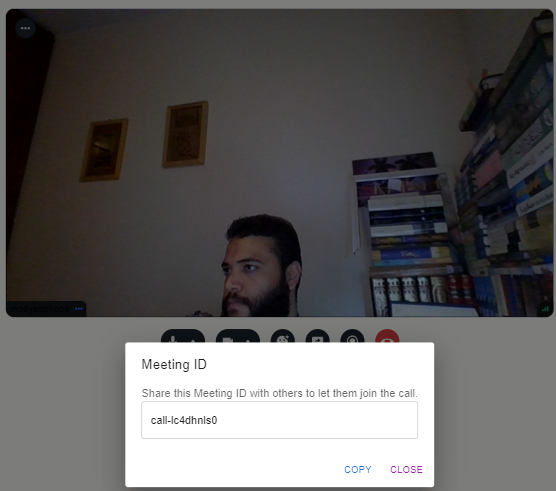 Meeting ID
Share this Meeting ID with others to let them join the call.
call-lc4dhnls0
COPY
CLOSE